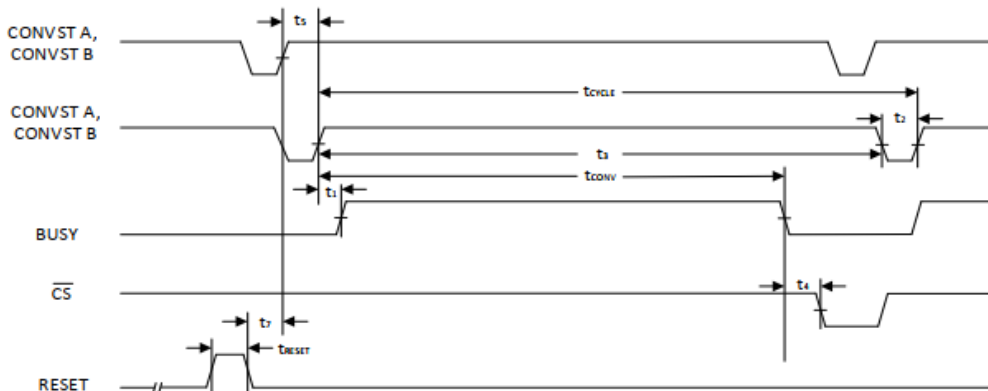 t5
CONVST A,
CONVST B
tCYCLE
CONVST A,
CONVST B
t2
t3
tCONV
t1
BUSY
CS
t4
t7
tRESET
RESET